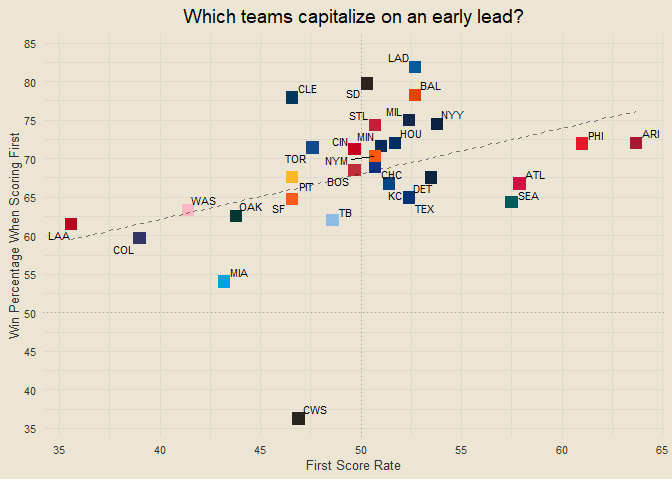 Which teams capitalize on an early lead?
Win Percentage When Scoring First
85
80
75
70
65
60
55
50
45
40
35
LAD
CLE
SD
BAL
STL
MIL
NYY
CIN
MIN
HOU
PHI
ARI
TOR
NYM
BOS
CHC
PIT
KC
DET
ATL
WAS
SF
TEX
SEA
OAK
TB
LAA
COL
MIA
CWS
35
40
45
50
55
60
65
First Score Rate